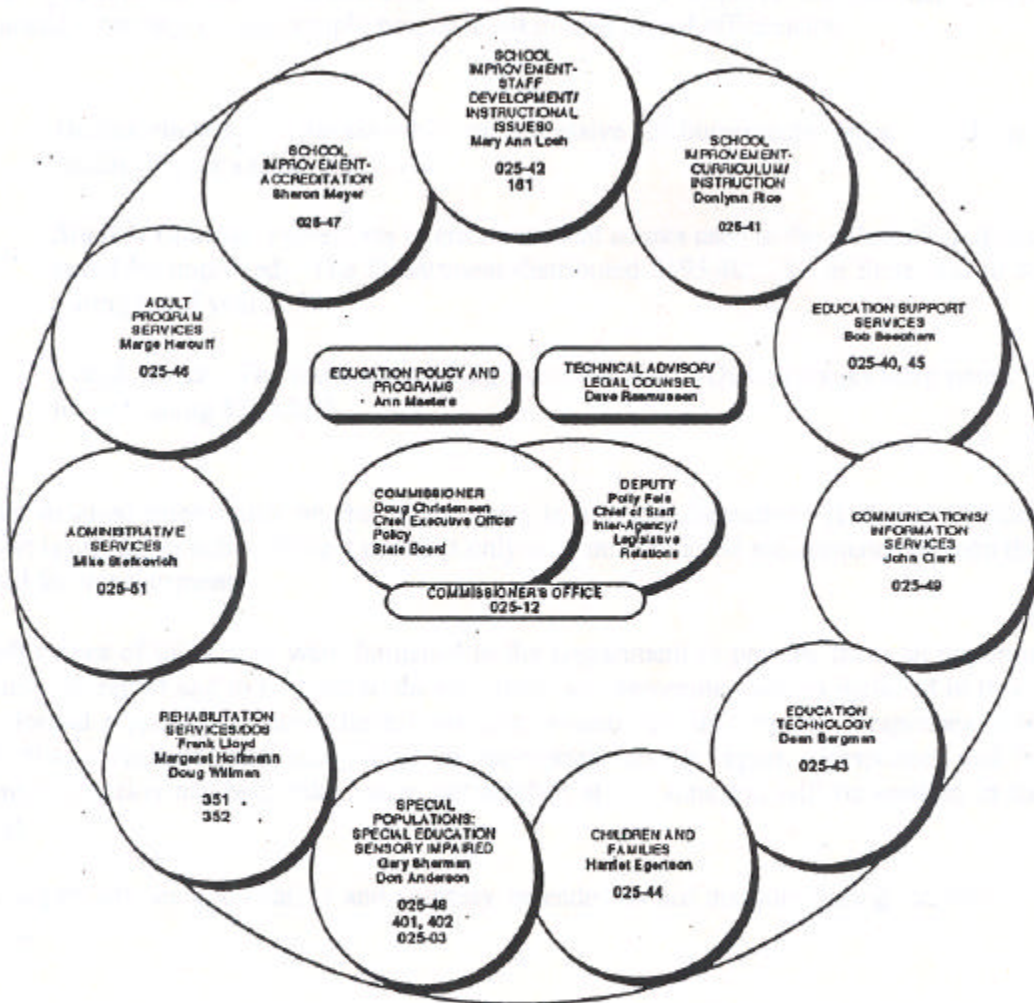 SCHOOL
IMPROVEMENT-
STAFF
DEVELOPMENT/
INSTRUCTIONAL
ISSUES0
Mary Ann Losh
025-42
161
SCHOOL
IMPROVEMENT-
ACCREDITATION
Sharon Meyer
025-47
SCHOOL
IMPROVEMENT-
CURRICULUM/
INSTRUCTION
Donlynn Rice
025-41
ADULT
PROGRAM
SERVICES
Marge Harouff
025-46
EDUCATION SUPPORT
SERVICES
Bob Beecham
025-40, 45
EDUCATION POLICY AND
PROGRAMS
Ann Masters
TECHNICAL ADVISOR/
LEGAL COUNSEL
Dave Rasmussen
COMMISSIONER
Doug Christensen
Chief Executive Officer
Policy
State Board
DEPUTY
Polly Feis
Chief of Staff
Inter-Agency/
Legislative
Relations
COMMISSIONER'S OFFICE
025-12
ADMINISTRATIVE
SERVICES
Mike Stefkovich
025-51
COMMUNICATIONS/
INFORMATION
SERVICES
John Clark
025-49
REHABILITATION
SERVICES/DDS
Frank Lloyd
Margaret Hoffmann
Doug Willman
351
352
EDUCATION
TECHNOLOGY
Dean Bergman
025-43
SPECIAL
POPULATIONS:
SPECIAL EDUCATION
SENSORY IMPAIRED
Gary Sherman
Don Anderson
025-48
401, 402
025-03
CHILDREN AND
FAMILIES
Harriet Egertson
025-44